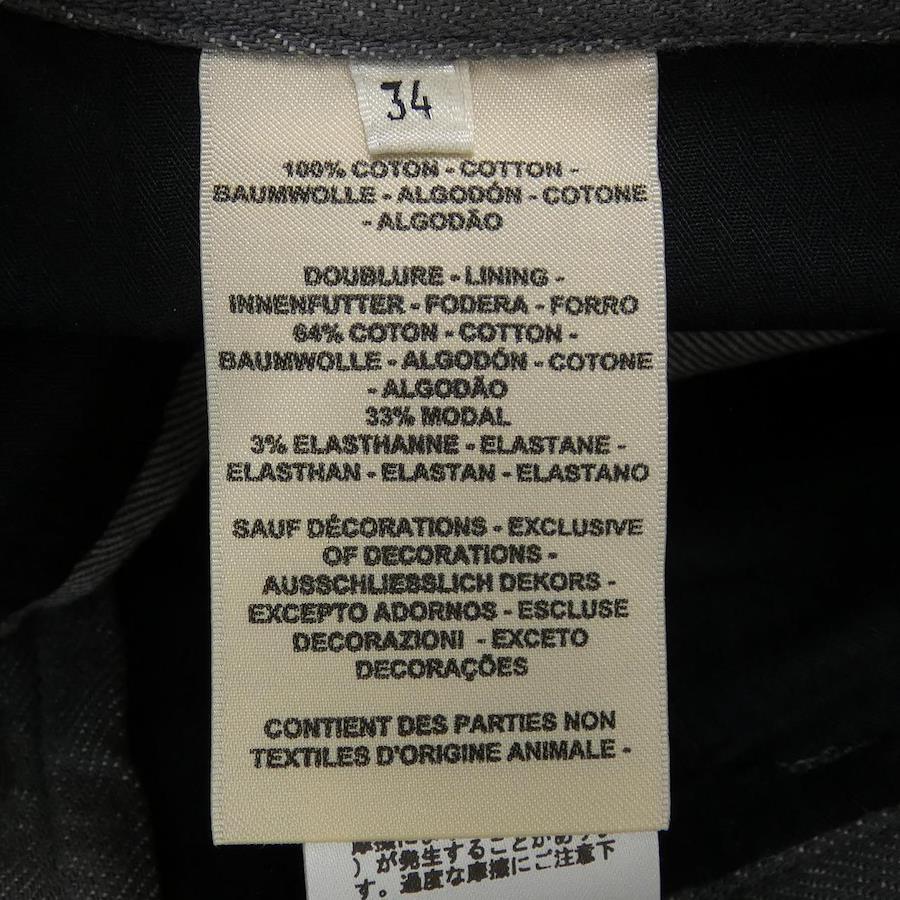 34
100% COTON - COTTON -
BAUMWOLLE - ALGODÓN - COTONE
- ALGODÃO
DOUBLURE - LINING -
INNENFUTTER - FODERA - FORRO
64% COTON - COTTON -
BAUMWOLLE - ALGODÓN - COTONE
- ALGODÃO
33% MODAL
3% ELASTHANNE - ELASTANE -
ELASTHAN - ELASTAN - ELASTANO
SAUF DÉCORATIONS - EXCLUSIVE
OF DECORATIONS -
AUSSCHLIESSLICH DEKORS -
EXCEPTO ADORNOS - ESCLUSE
DECORAZIONI - EXCETO
DECORAÇÕES
CONTIENT DES PARTIES NON
TEXTILES D'ORIGINE ANIMALE -
)が発生することがあり
す。過度な摩擦にご注意下